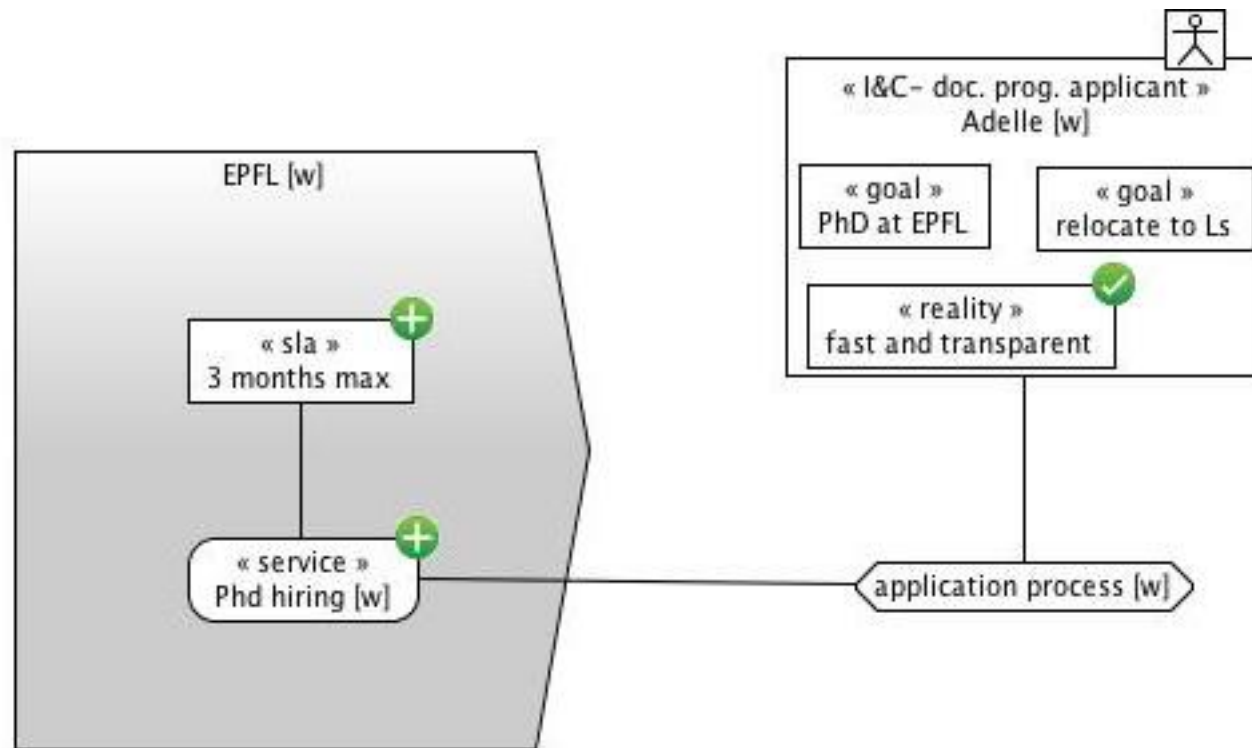 « I&C- doc. prog. applicant »
Adelle [w]
« goal »
PhD at EPFL
« goal »
relocate to Ls
« reality »
fast and transparent
EPFL [w]
« sla »
3 months max
« service »
Phd hiring [w]
application process [w]